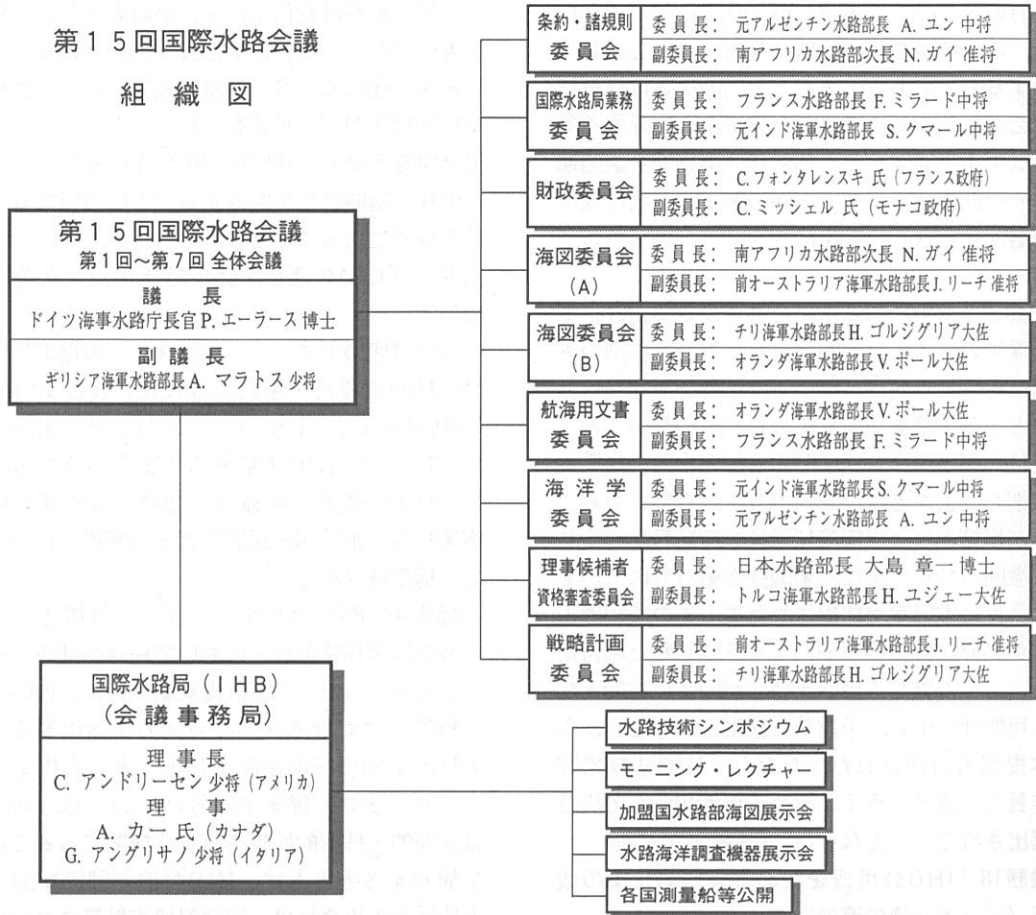 第１５回国際水路会議
組織図
第１５回国際水路会議
第１回～第７回 全体会議
議長
ドイツ海事水路庁長官 P. エーラース 博士
副議長
ギリシア海軍水路部長 A. マラトス 少将
条約・諸規則
委員会
委員長： 元アルゼンチン水路部長 A. ユン 中将
副委員長： 南アフリカ水路部次長 N. ガイ 准将
国際水路局業務
委員会
委員長： フランス水路部長 F. ミラード中将
副委員長： 元インド海軍水路部長 S. クマール中将
財政委員会
委員長： C.フォンタレンスキ 氏（フランス政府）
副委員長： C.ミッシェル 氏（モナコ政府）
海図委員会
（A）
委員長： 南アフリカ水路部次長 N. ガイ 准将
副委員長： 前オーストラリア海軍水路部長J. リーチ 准将
海図委員会
（B）
委員長： チリ海軍水路部長H. ゴルジグリア大佐
副委員長： オランダ海軍水路部長V. ポール大佐
航海用文書
委員会
委員長： オランダ海軍水路部長V. ポール大佐
副委員長： フランス水路部長 F. ミラード中将
海洋学
委員会
委員長： 元インド海軍水路部長S. クマール中将
副委員長： 元アルゼンチン水路部長 A. ユン 中将
理事候補者
資格審査委員会
委員長： 日本水路部長 大島 章一 博士
副委員長： トルコ海軍水路部長H. ユジェー大佐
戦略計画
委員会
委員長： 前オーストラリア海軍水路部長J. リーチ准将
副委員長： チリ海軍水路部長H. ゴルジグリア大佐
国際水路局（ＩＨＢ）
（会議事務局）
理事長
C. アンドリーセン 少将（アメリカ）
理事
A. カー 氏（カナダ）
G. アングリサノ 少将（イタリア）
水路技術シンポジウム
モーニング・レクチャー
加盟国水路部海図展示会
水路海洋調査機器展示会
各国測量船等公開